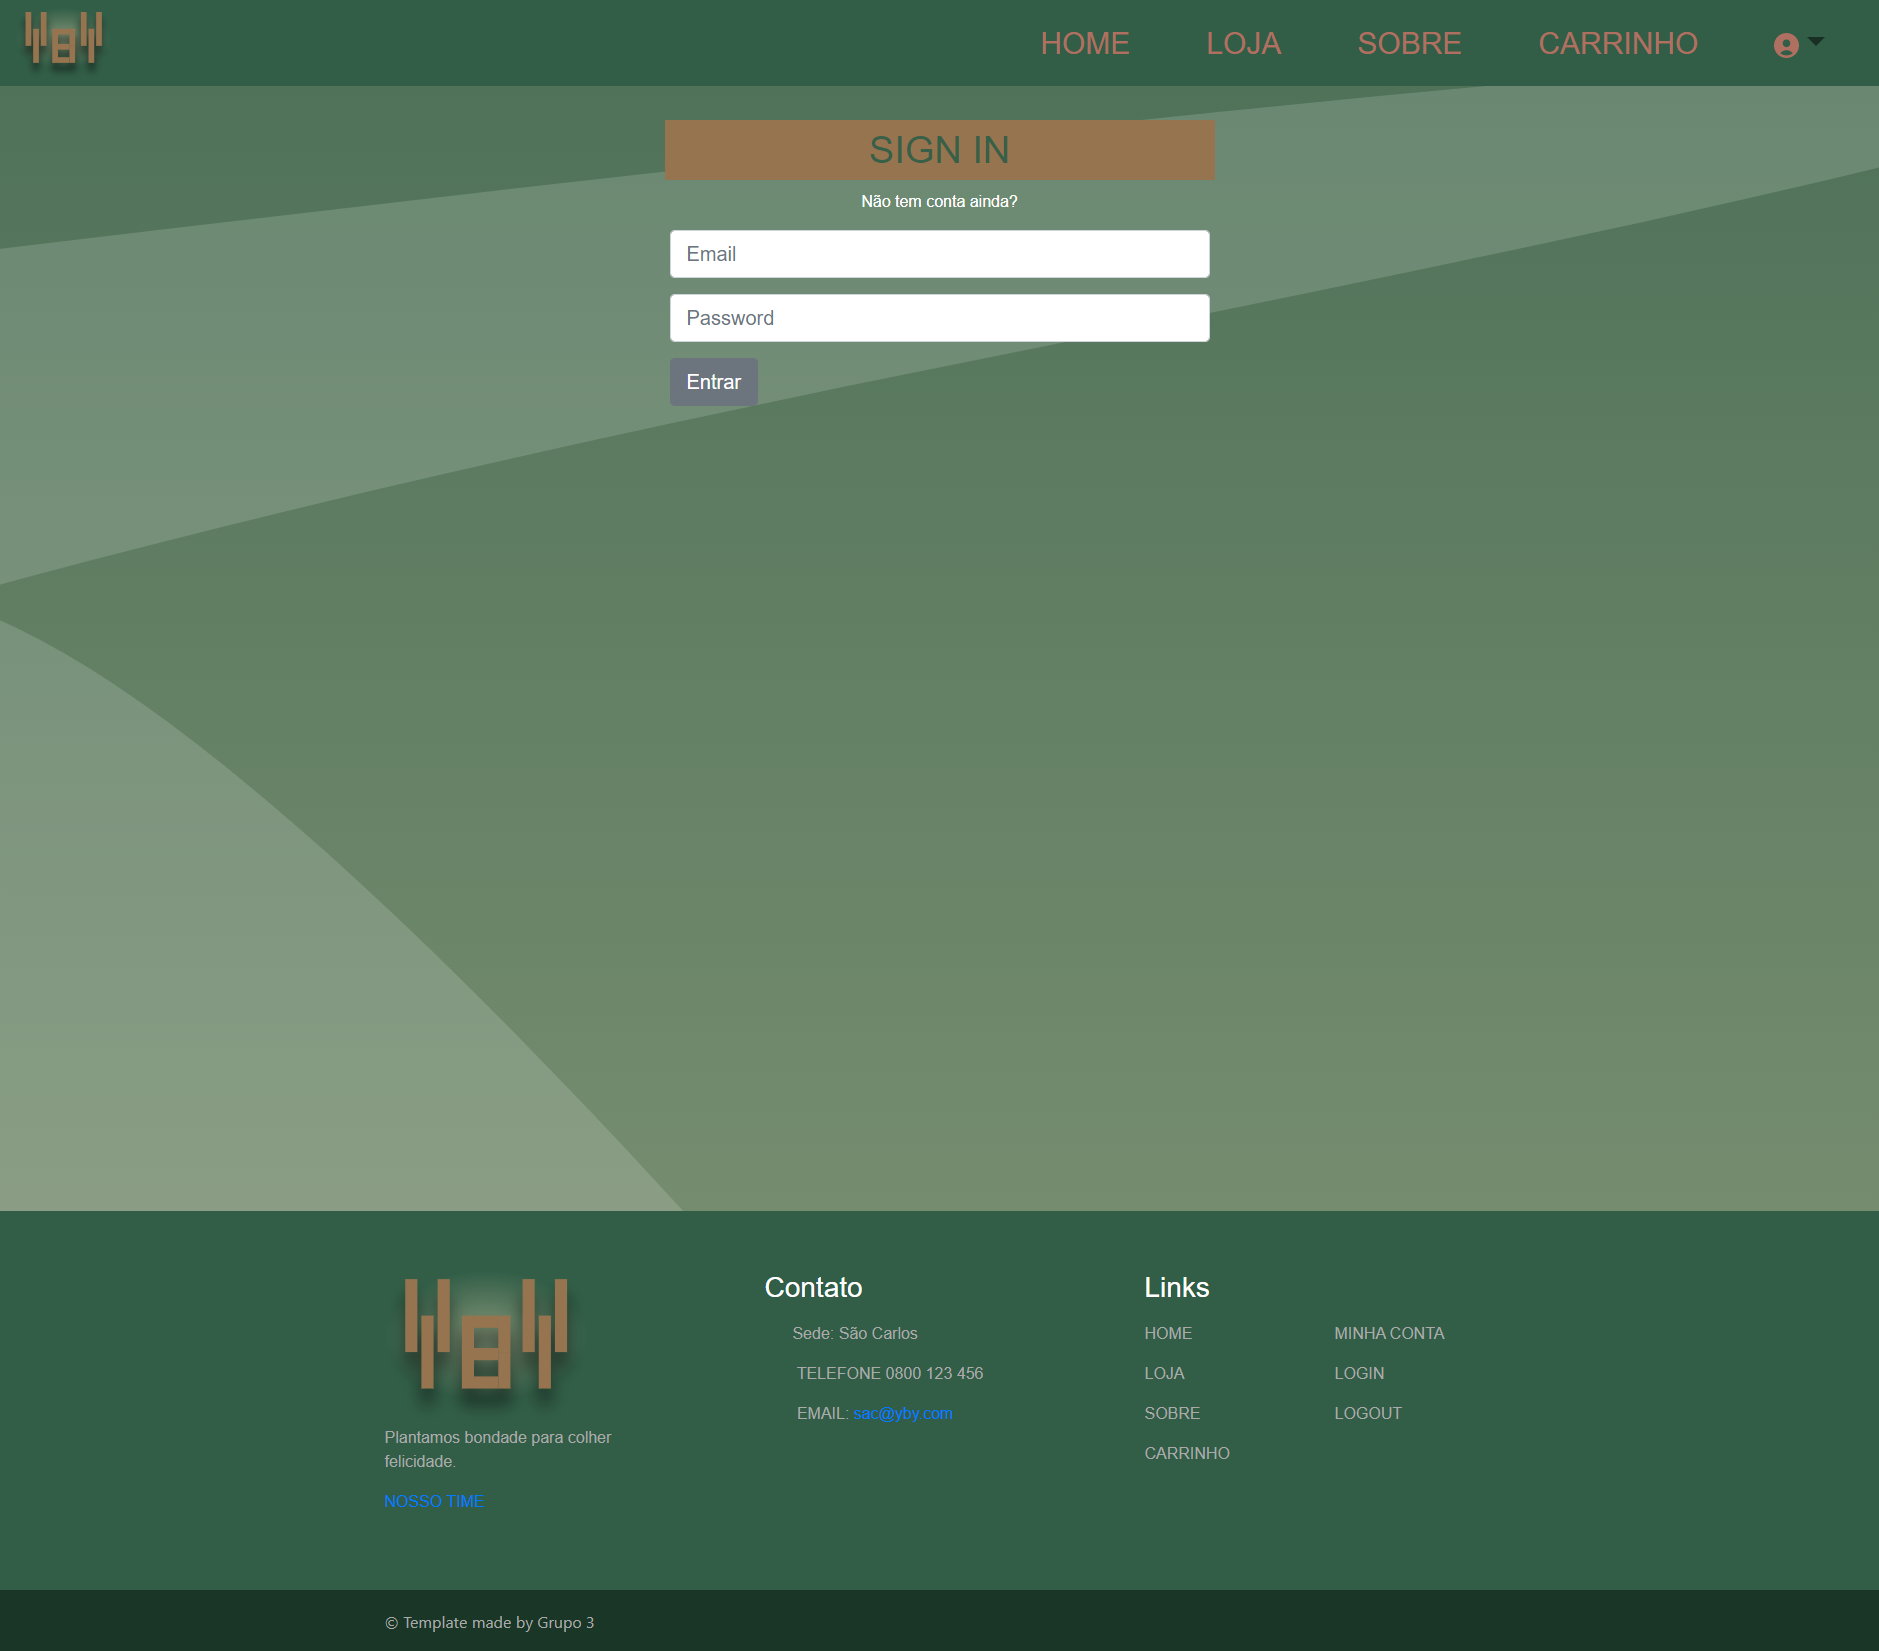 HOME LOJA SOBRE CARRINHO
SIGN IN
Não tem conta ainda?
Email
Password
Entrar
Plantamos bondade para colher
felicidade.
NOSSO TIME
Contato
Sede: São Carlos
TELEFONE 0800 123 456
EMAIL: sac@yby.com
Links
HOME
LOJA
SOBRE
CARRINHO
MINHA CONTA
LOGIN
LOGOUT
© Template made by Grupo 3